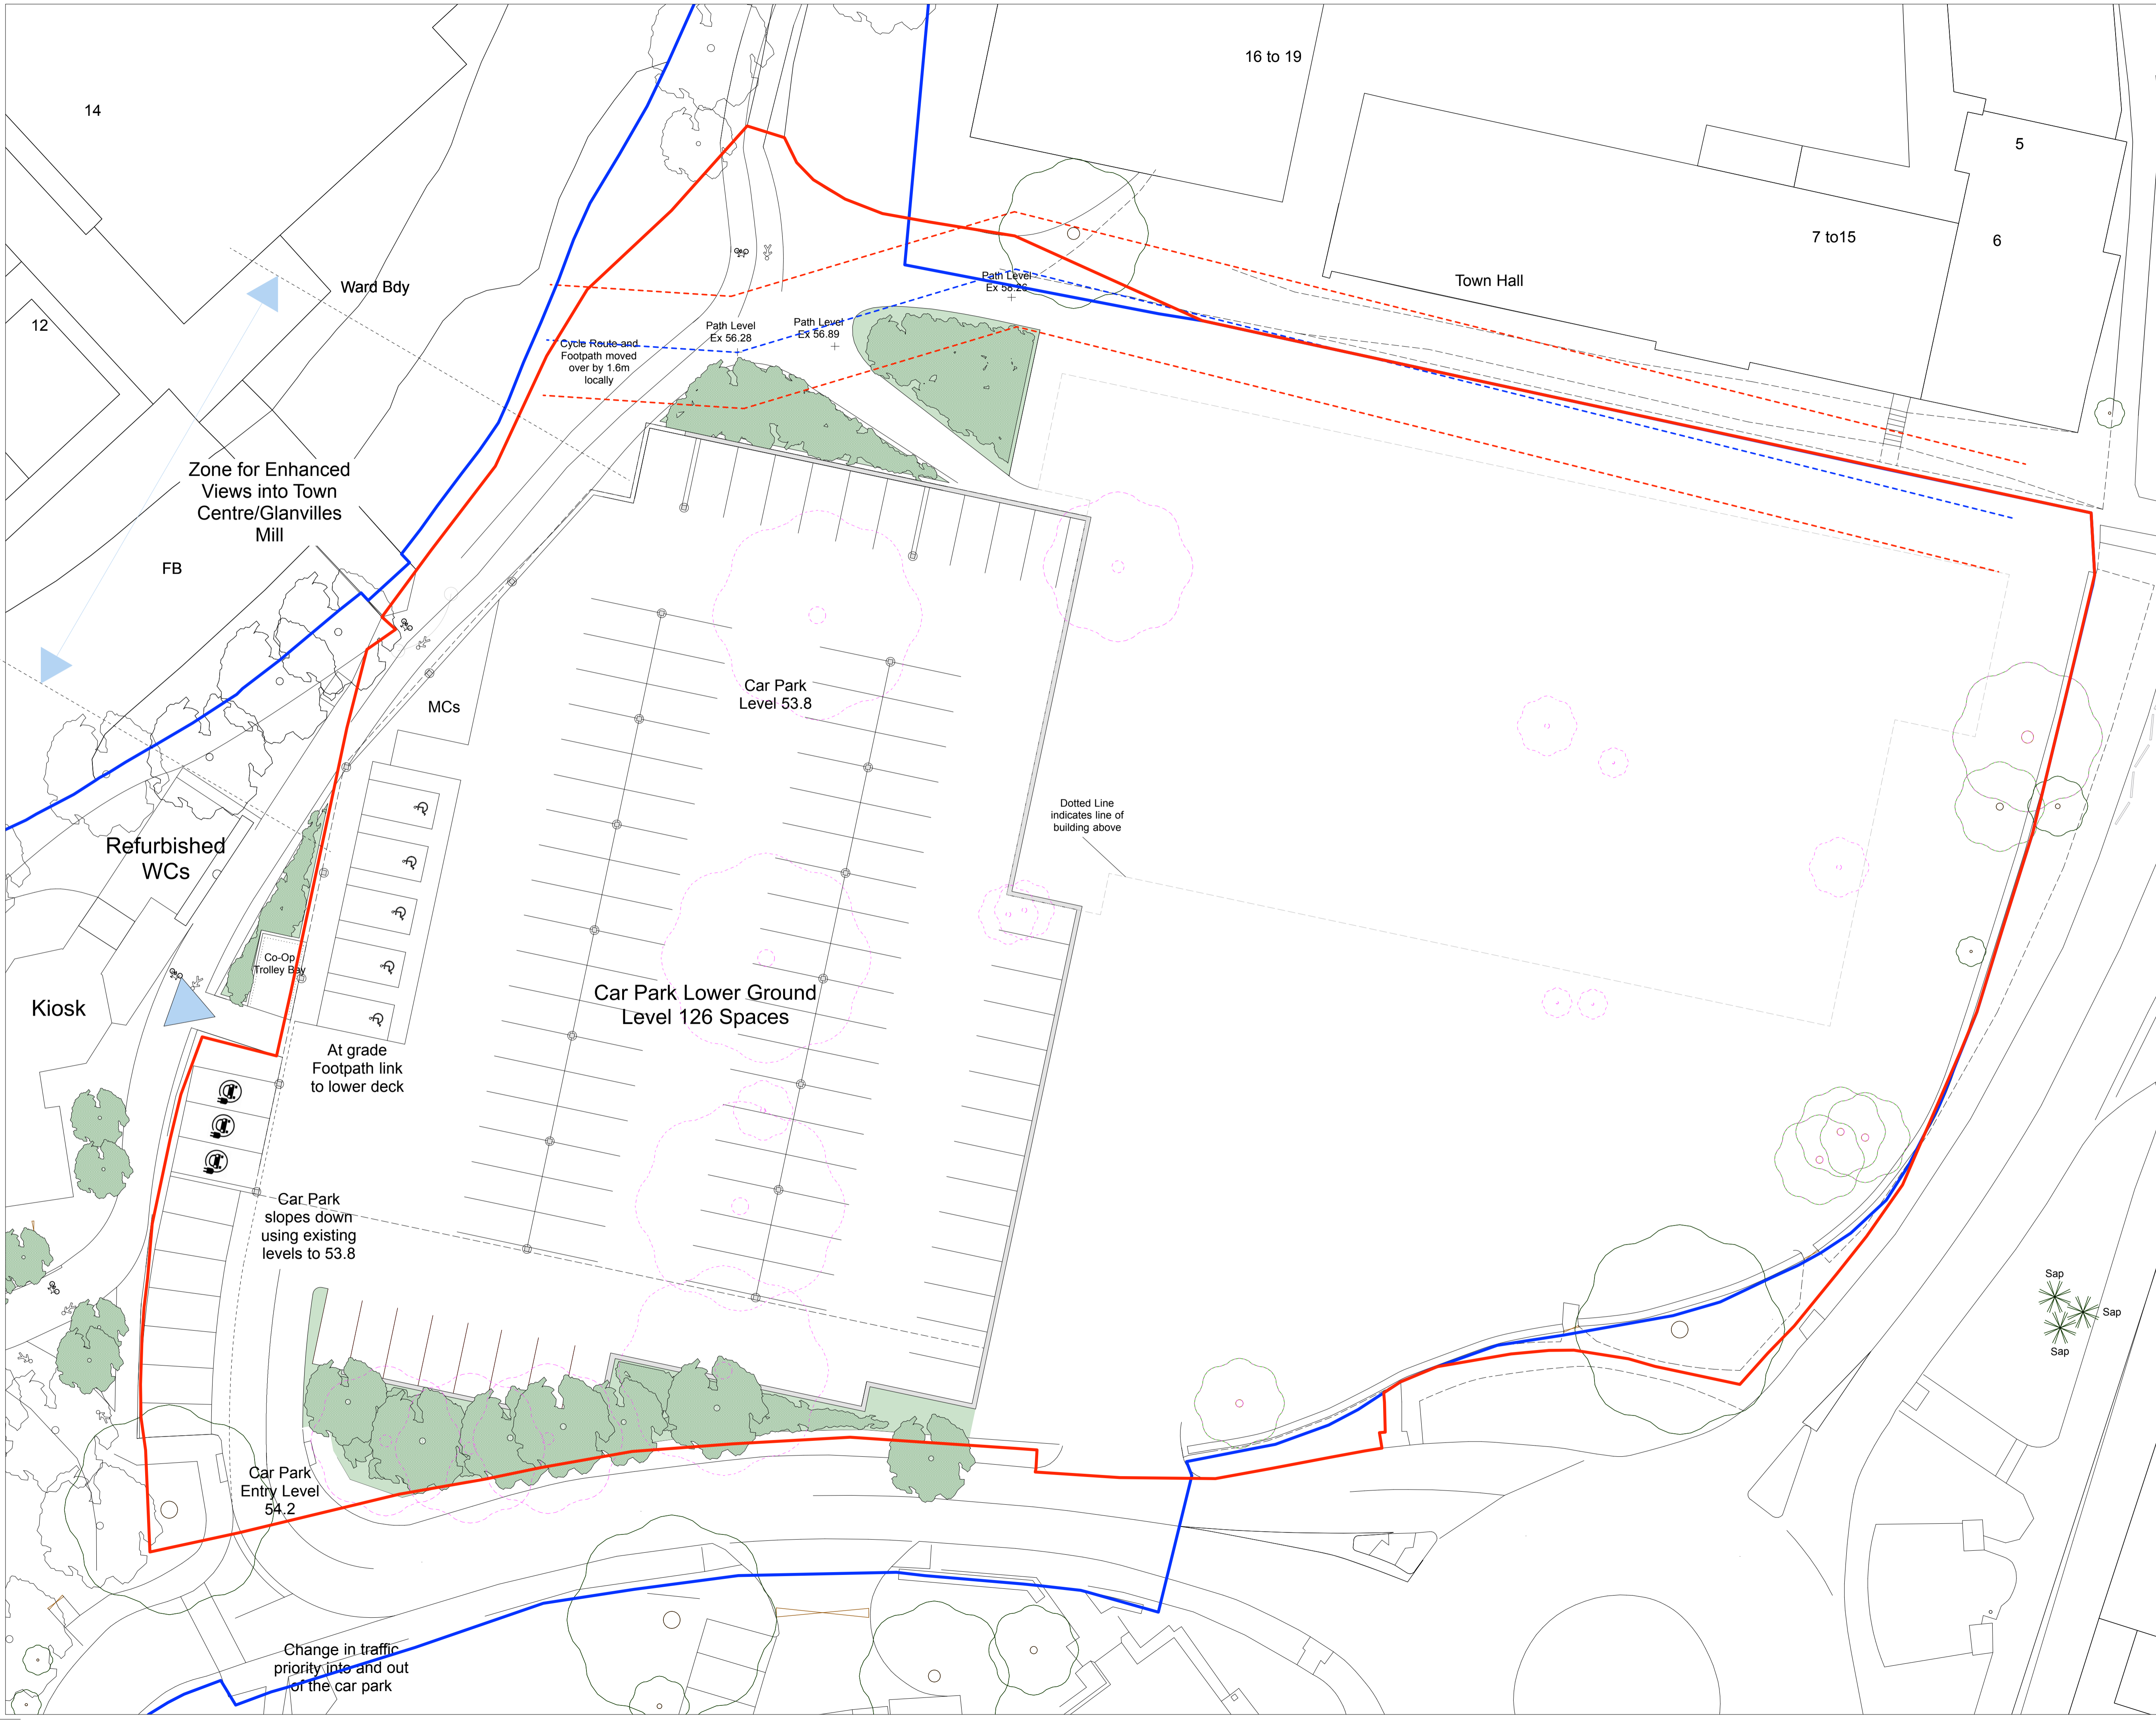 16 to 19
14
5
7 to15
6
Town Hall
Ward Bdy
12
Path Level
Ex 58.26
Path Level
Ex 56.89
Path Level
Ex 56.28
Cycle Route and
Footpath moved
over by 1.6m
locally
Zone for Enhanced
Views into Town
Centre/Glanvilles
Mill
FB
MCs
Car Park
Level 53.8
Dotted Line
indicates line of
building above
Refurbished
WCs
Co-Op
Trolley Bay
Kiosk
Car Park Lower Ground
Level 126 Spaces
At grade
Footpath link
to lower deck
Car Park
slopes down
using existing
levels to 53.8
Sap
Sap
Sap
Car Park
Entry Level
54.2
Change in traffic
priority into and out
of the car park